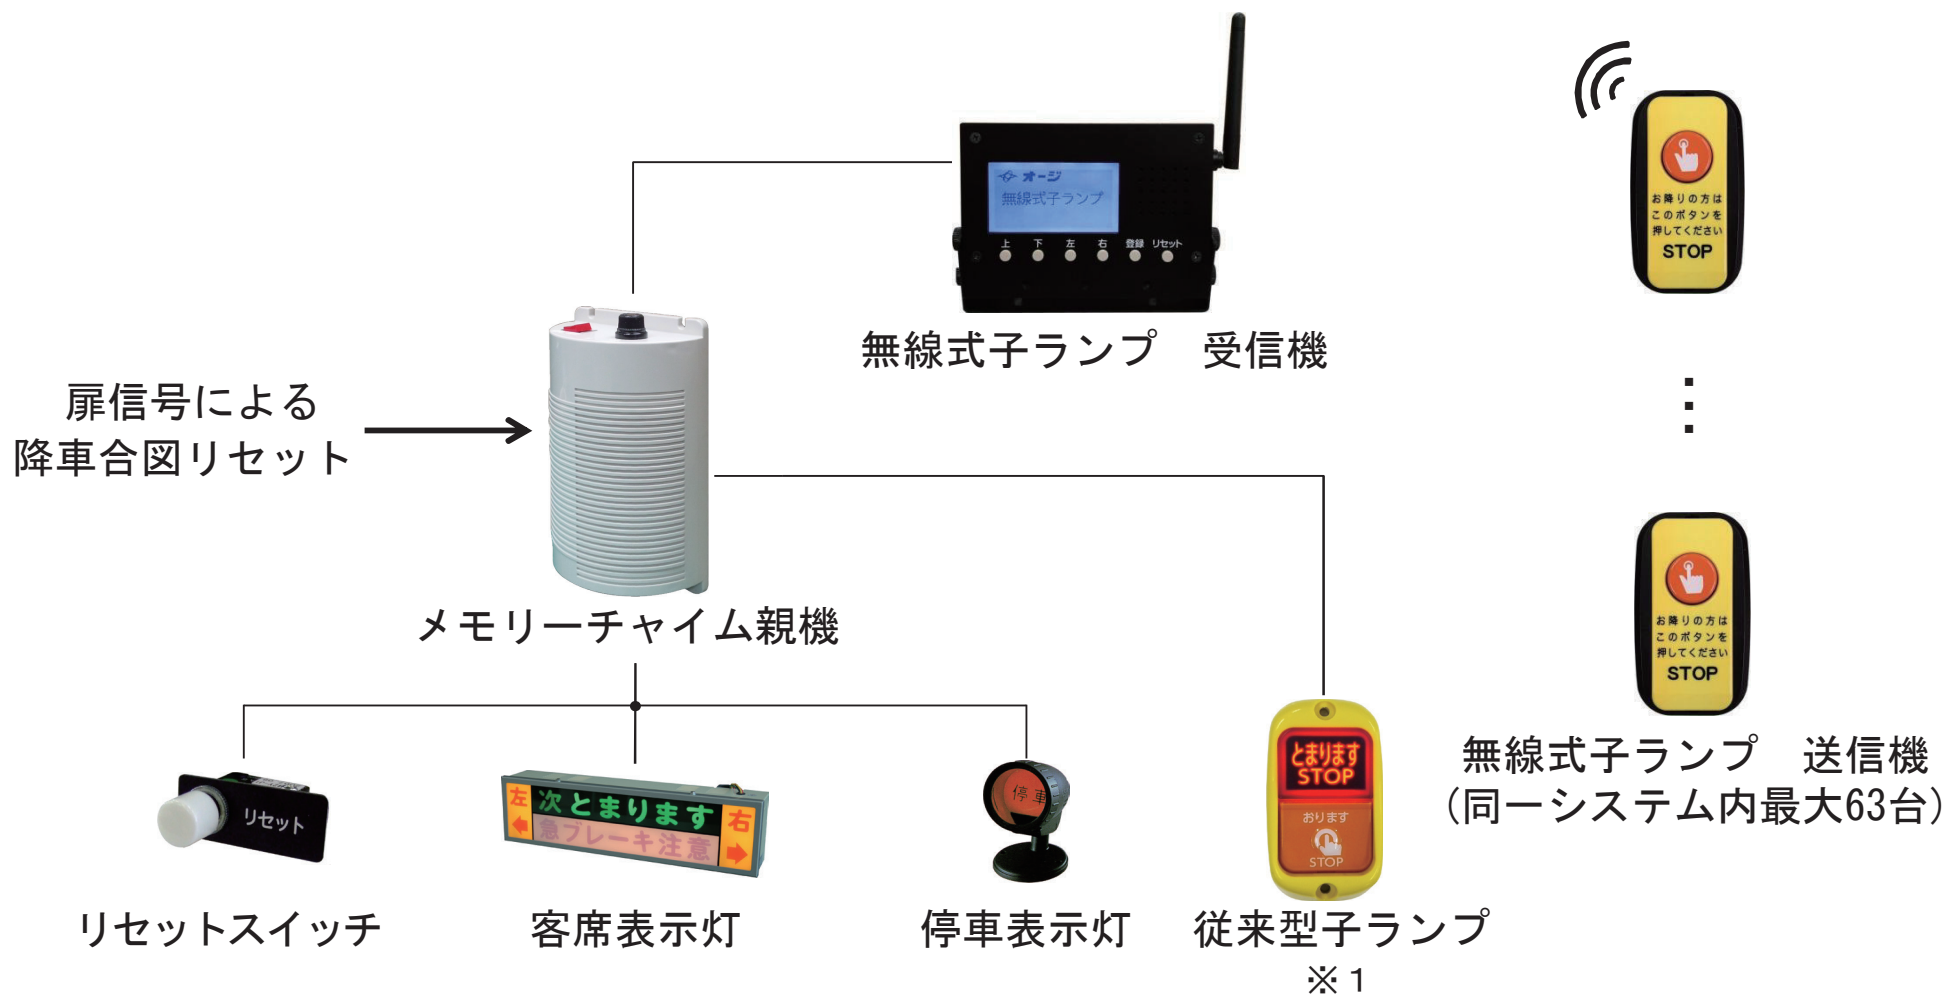 オージ
無線式子ランプ
上 下 左 右 登録 リセット
無線式子ランプ 受信機
お降りの方は
このボタンを
押してください
STOP
扉信号による
降車合図リセット
メモリーチャイム親機
お降りの方は
このボタンを
押してください
STOP
無線式子ランプ 送信機
(同一システム内最大63台)
リセット
リセットスイッチ
左 次とまります 右
急ブレーキ注意
客席表示灯
停車
停車表示灯
とまります
STOP
おります
STOP
従来型子ランプ
※1